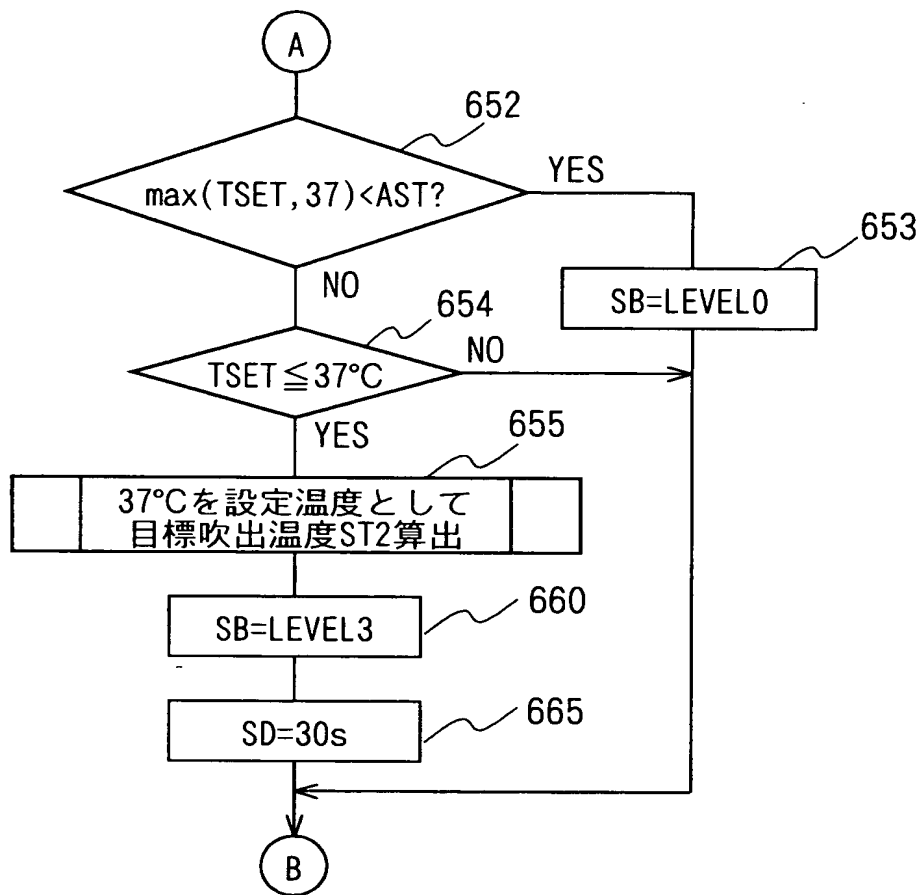 A
652
max(TSET,37)<AST?
YES
653
SB=LEVEL0
NO
654
TSET≦37°C
NO
YES
655
37°Cを設定温度として
目標吹出温度ST2算出
660
SB=LEVEL3
665
SD=30s
B